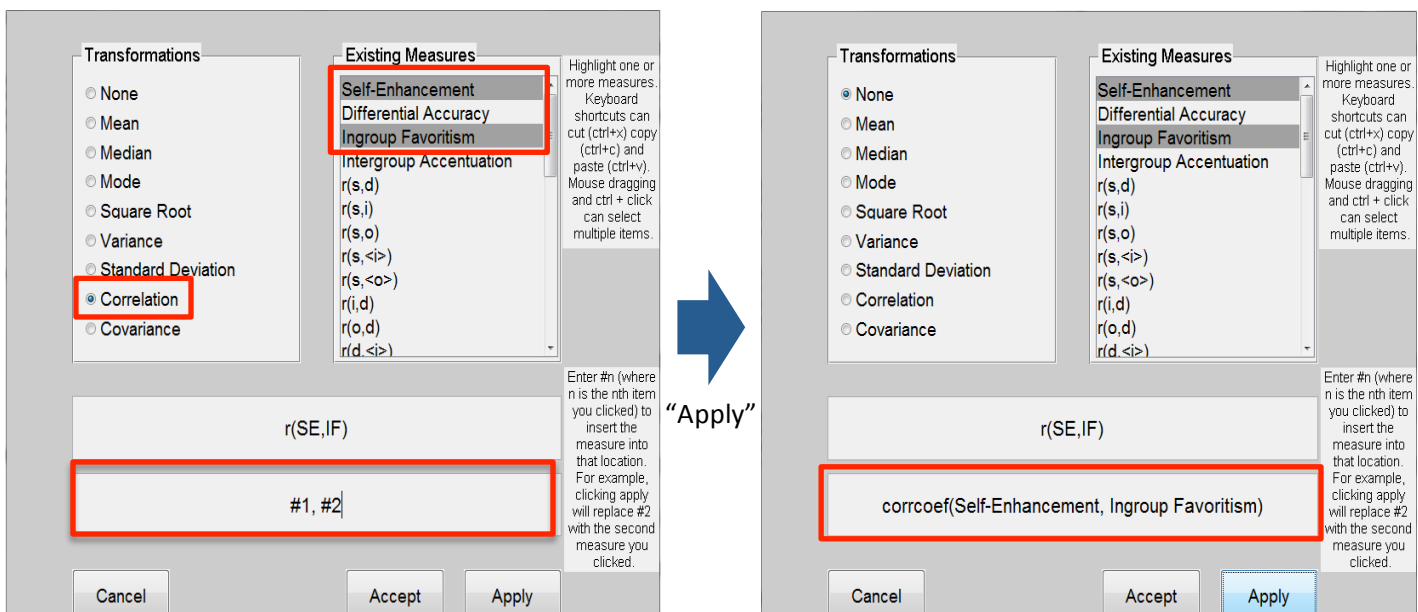 Transformations
None
Mean
Median
Mode
Square Root
Variance
Standard Deviation
Correlation
Covariance
Existing Measures
Self-Enhancement
Differential Accuracy
Ingroup Favoritism
Intergroup Accentuation
r(s,d)
r(s,i)
r(s,o)
r(s,<i>)
r(s,<o>)
r(i,d)
r(o,d)
r(d,<i>)
Highlight one or
more measures.
Keyboard
shortcuts can
cut (ctrl+x) copy
(ctrl+c) and
paste (ctrl+v).
Mouse dragging
and ctrl + click
can select
multiple items.
r(SE,IF)
#1, #2
Enter #n (where
n is the nth item
you clicked) to
insert the
measure into
that location.
For example,
clicking apply
will replace #2
with the second
measure you
clicked.
Cancel
Accept
Apply
“Apply”
Transformations
None
Mean
Median
Mode
Square Root
Variance
Standard Deviation
Correlation
Covariance
Existing Measures
Self-Enhancement
Differential Accuracy
Ingroup Favoritism
Intergroup Accentuation
r(s,d)
r(s,i)
r(s,o)
r(s,<i>)
r(s,<o>)
r(i,d)
r(o,d)
r(d,<i>)
Highlight one or
more measures.
Keyboard
shortcuts can
cut (ctrl+x) copy
(ctrl+c) and
paste (ctrl+v).
Mouse dragging
and ctrl + click
can select
multiple items.
r(SE,IF)
corrcoef(Self-Enhancement, Ingroup Favoritism)
Enter #n (where
n is the nth item
you clicked) to
insert the
measure into
that location.
For example,
clicking apply
will replace #2
with the second
measure you
clicked.
Cancel
Accept
Apply